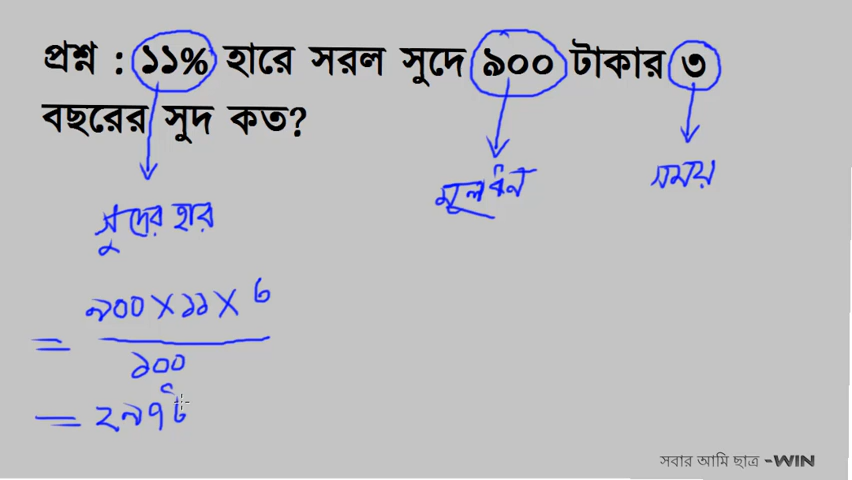 প্রশ্ন : ১১% হারে সরল সুদে ৯০০ টাকার ৩
বছরের সুদ কত?
সুদের হার মূলধন সময়
= ৯০০ X ১১ X ৩
১০০
= ২৯৭ ট
সবার আমি ছাত্র -WIN